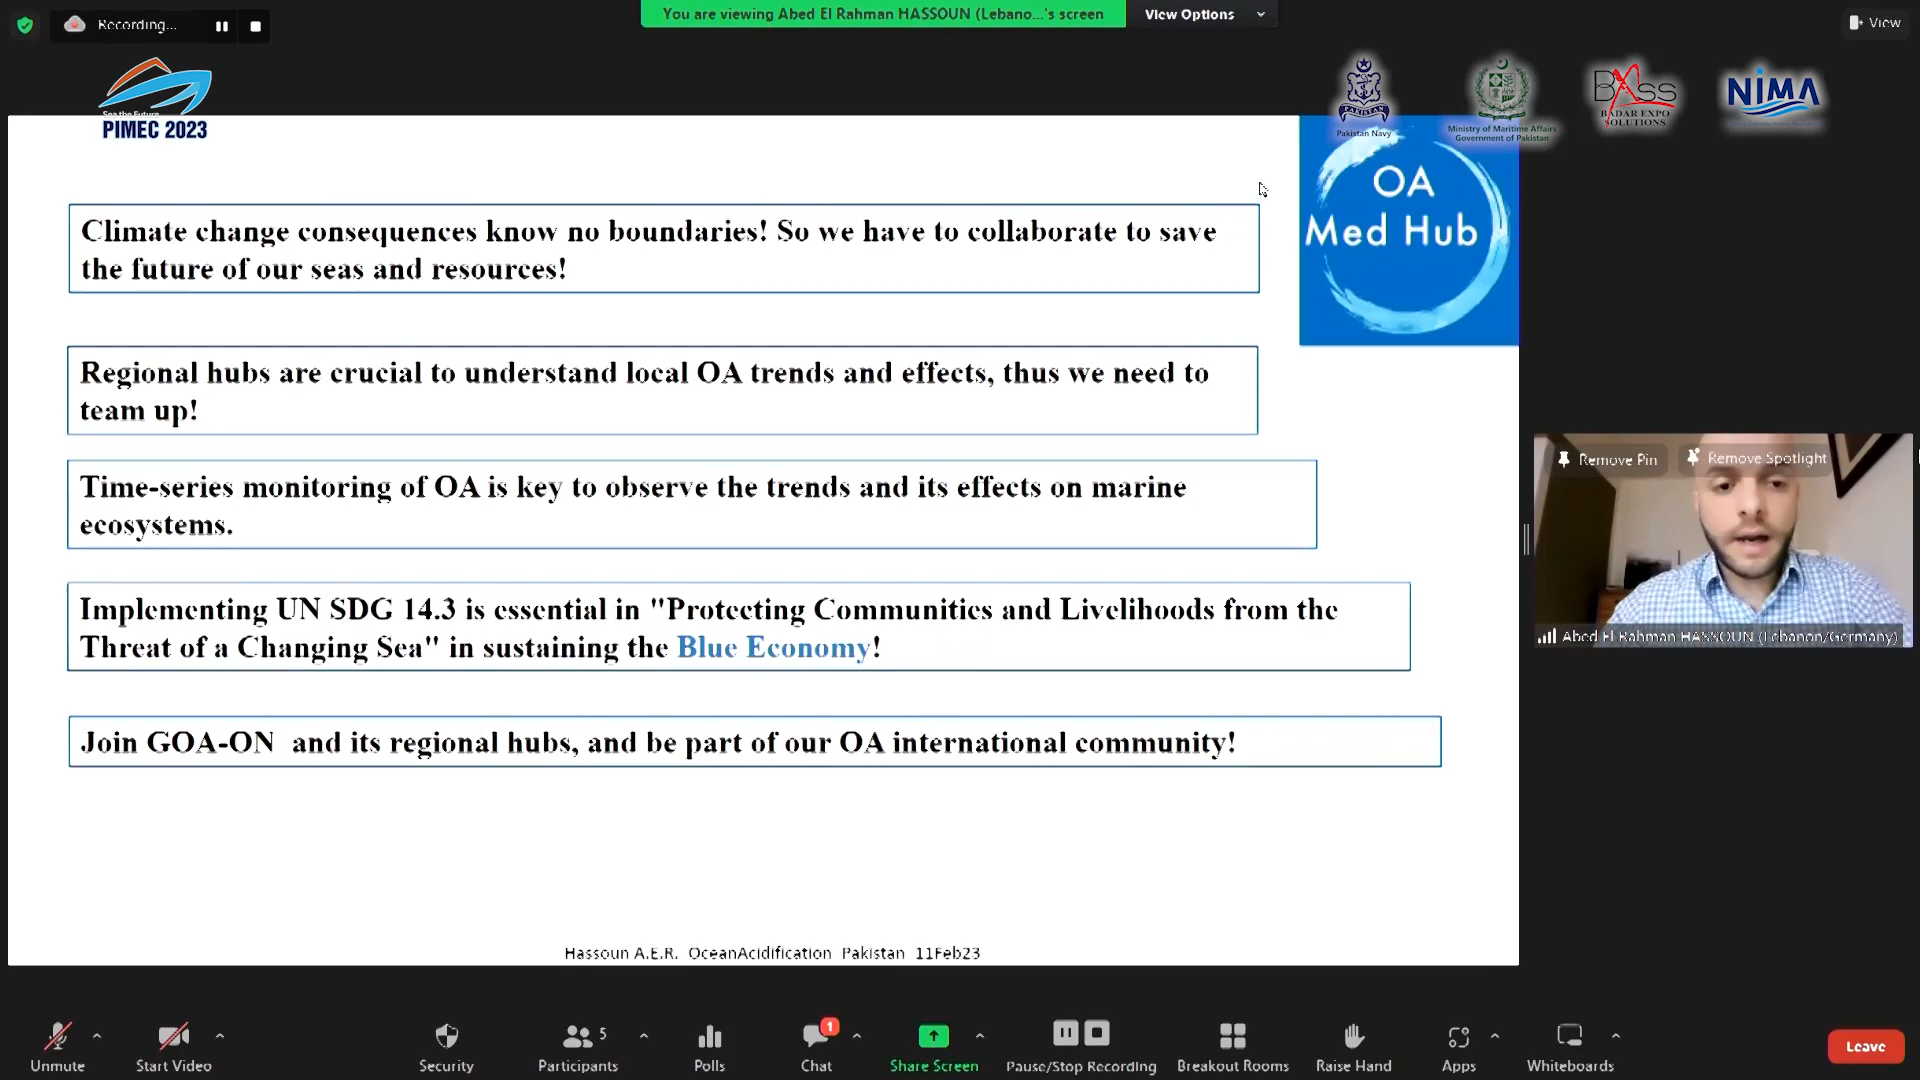 Recording...
You are viewing Abed El Rahman HASSOUN (Lebano...'s screen
View Options
View
Sea the Future
PIMEC 2023
Pakistan Navy
Ministry of Maritime Affairs
Government of Pakistan
BXSS
BADAR EXPO
SOLUTIONS
NIMA
OA
Med Hub
Climate change consequences know no boundaries! So we have to collaborate to save
the future of our seas and resources!
Regional hubs are crucial to understand local OA trends and effects, thus we need to
team up!
Time-series monitoring of OA is key to observe the trends and its effects on marine
ecosystems.
Implementing UN SDG 14.3 is essential in "Protecting Communities and Livelihoods from the
Threat of a Changing Sea" in sustaining the Blue Economy!
Join GOA-ON and its regional hubs, and be part of our OA international community!
Hassoun A.E.R. OceanAcidification Pakistan 11Feb23
Remove Pin
Remove Spotlight
Abed El Rahman HASSOUN (Lebanon/Germany)
Unmute
Start Video
Security
Participants
5
Polls
Chat
1
Share Screen
Pause/Stop Recording
Breakout Rooms
Raise Hand
Apps
Whiteboards
Leave